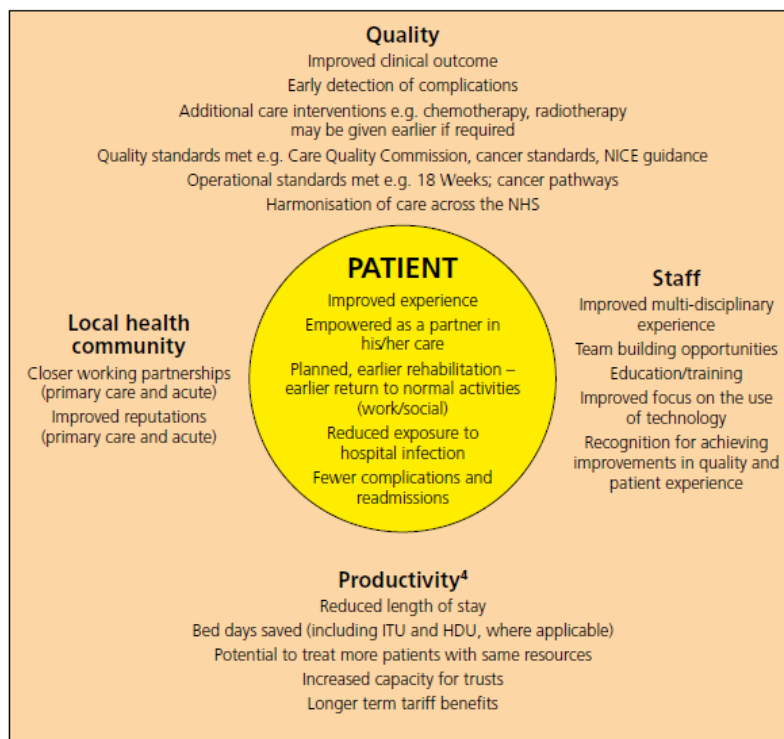 Quality
Improved clinical outcome
Early detection of complications
Additional care interventions e.g. chemotherapy, radiotherapy
may be given earlier if required
Quality standards met e.g. Care Quality Commission, cancer standards, NICE guidance
Operational standards met e.g. 18 Weeks; cancer pathways
Harmonisation of care across the NHS
Local health
community
Closer working partnerships
(primary care and acute)
Improved reputations
(primary care and acute)
PATIENT
Improved experience
Empowered as a partner in
his/her care
Planned, earlier rehabilitation –
earlier return to normal activities
(work/social)
Reduced exposure to
hospital infection
Fewer complications and
readmissions
Staff
Improved multi-disciplinary
experience
Team building opportunities
Education/training
Improved focus on the use
of technology
Recognition for achieving
improvements in quality and
patient experience
Productivity⁴
Reduced length of stay
Bed days saved (including ITU and HDU, where applicable)
Potential to treat more patients with same resources
Increased capacity for trusts
Longer term tariff benefits